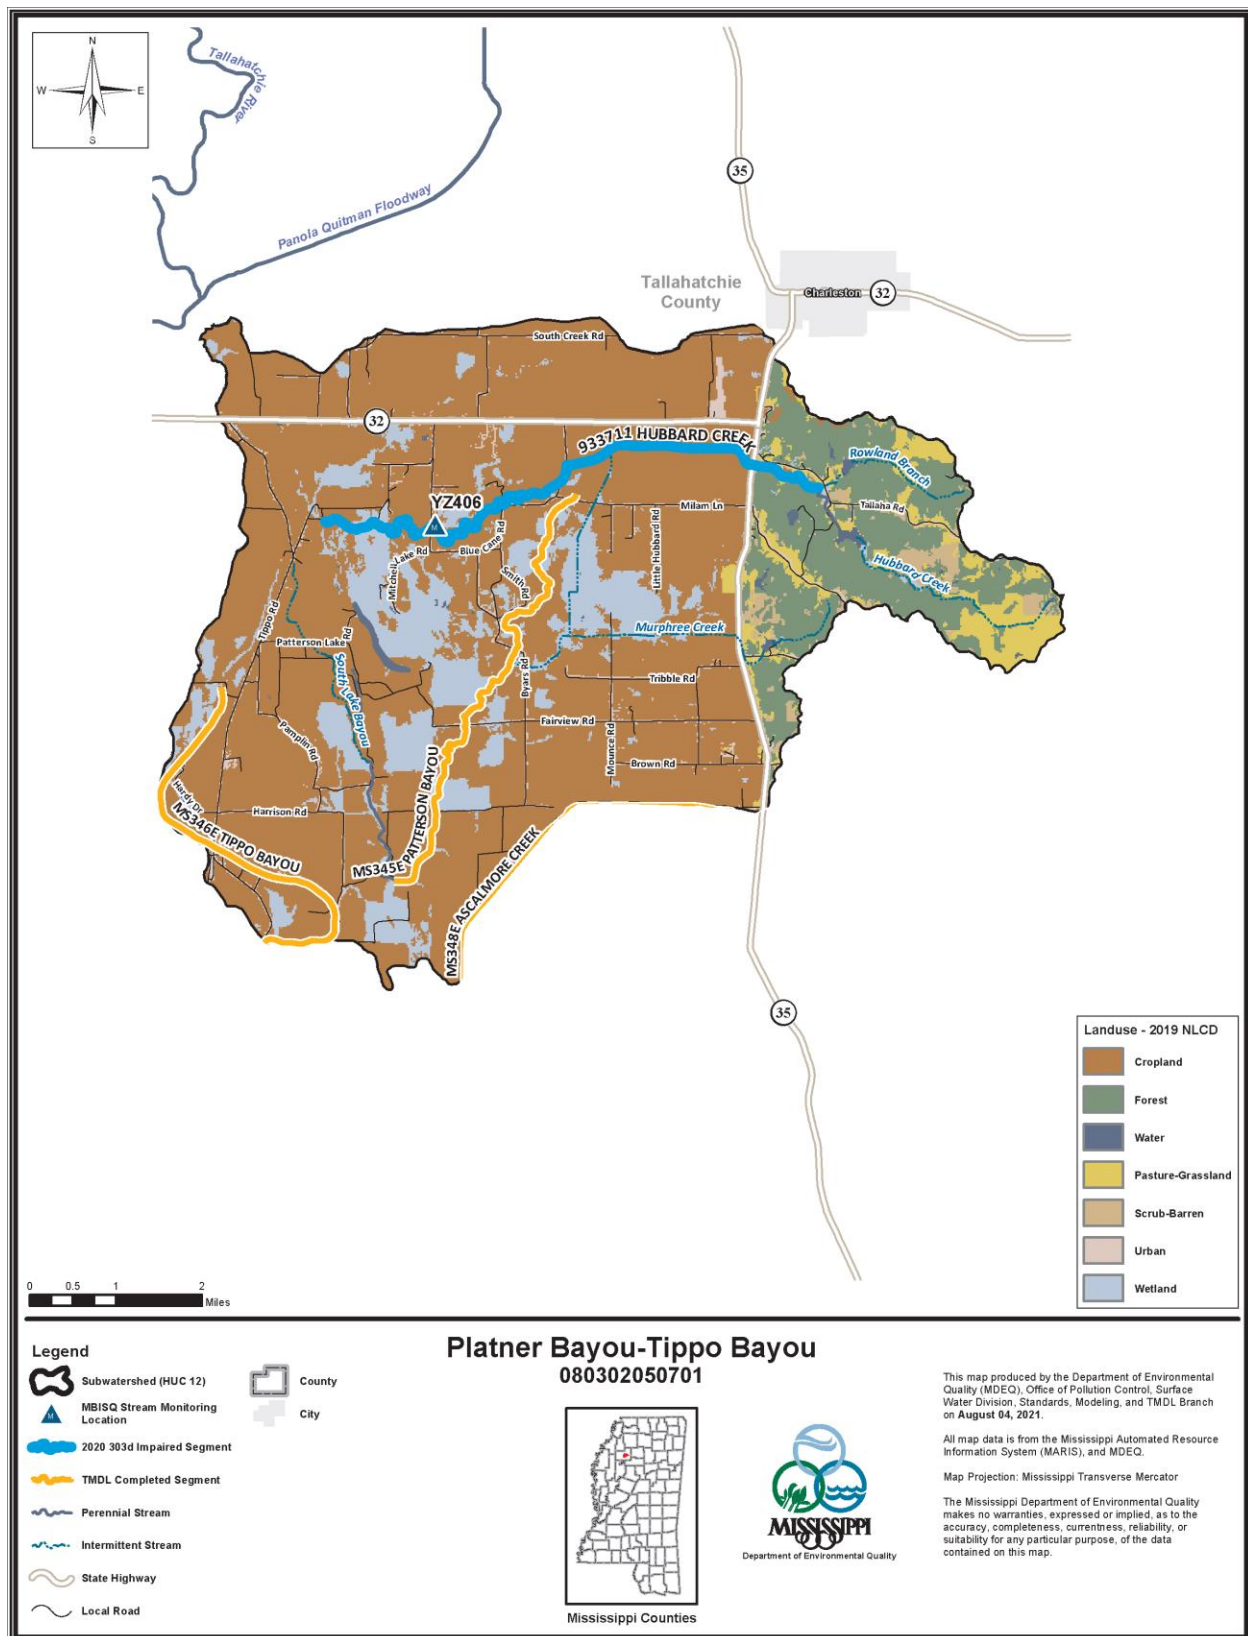 N
W
E
S
Tallahatchie
River
Panola Quitman Floodway
35
Tallahatchie
County
Charleston
32
South Creek Rd
32
933711 HUBBARD CREEK
Rowland
Branch
YZ406
M
Milam Ln
Tallaha Rd
Mitchell Lake Rd
Blue Cane Rd
Little Hubbard Rd
Smith Rd
Hubbard
Creek
Tippo Rd
Murphree Creek
Patterson Lake Rd
South Lake Bayou
Byars Rd
Tribble Rd
Pamplin Rd
Fairview Rd
Mounce Rd
Brown Rd
Hardy Dr
Harrison Rd
MS346E TIPPO BAYOU
MS345E PATTERSON BAYOU
MS348E ASCALMORE CREEK
35
Landuse - 2019 NLCD
Cropland
Forest
Water
Pasture-Grassland
Scrub-Barren
Urban
Wetland
0 0.5 1 2
Miles
Legend
Subwatershed (HUC 12)
County
M
MBISQ Stream Monitoring
Location
City
2020 303d Impaired Segment
TMDL Completed Segment
Perennial Stream
Intermittent Stream
State Highway
Local Road
Platner Bayou-Tippo Bayou
080302050701
Mississippi Counties
MISSISSIPPI
Department of Environmental Quality
This map produced by the Department of Environmental
Quality (MDEQ), Office of Pollution Control, Surface
Water Division, Standards, Modeling, and TMDL Branch
on August 04, 2021.
All map data is from the Mississippi Automated Resource
Information System (MARIS), and MDEQ.
Map Projection: Mississippi Transverse Mercator
The Mississippi Department of Environmental Quality
makes no warranties, expressed or implied, as to the
accuracy, completeness, currentness, reliability, or
suitability for any particular purpose, of the data
contained on this map.